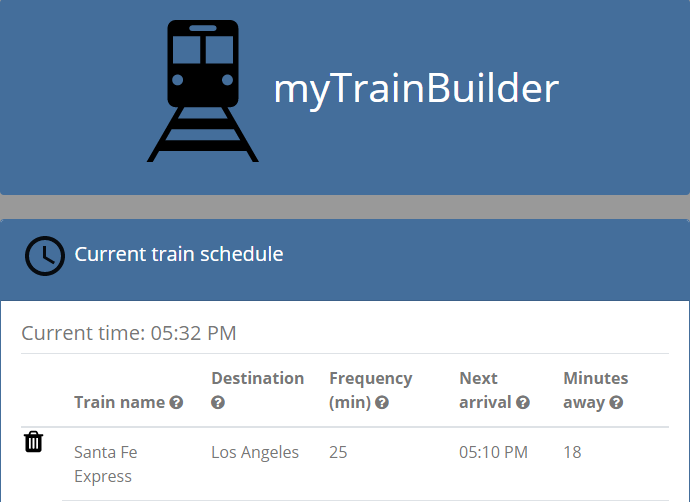 myTrainBuilder
Current train schedule
Current time: 05:32 PM
Train name ? Destination ? Frequency (min) ? Next arrival ? Minutes away ?
Santa Fe Express Los Angeles 25 05:10 PM 18